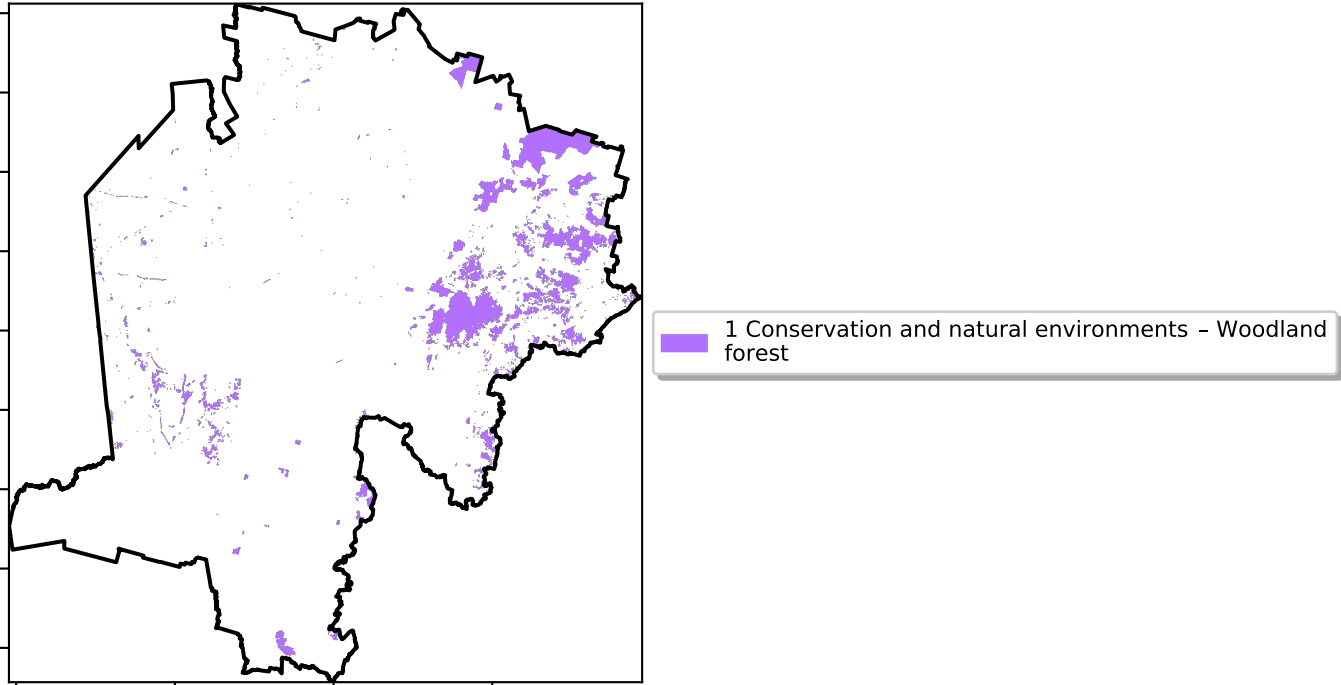 1 Conservation and natural environments – Woodland
forest